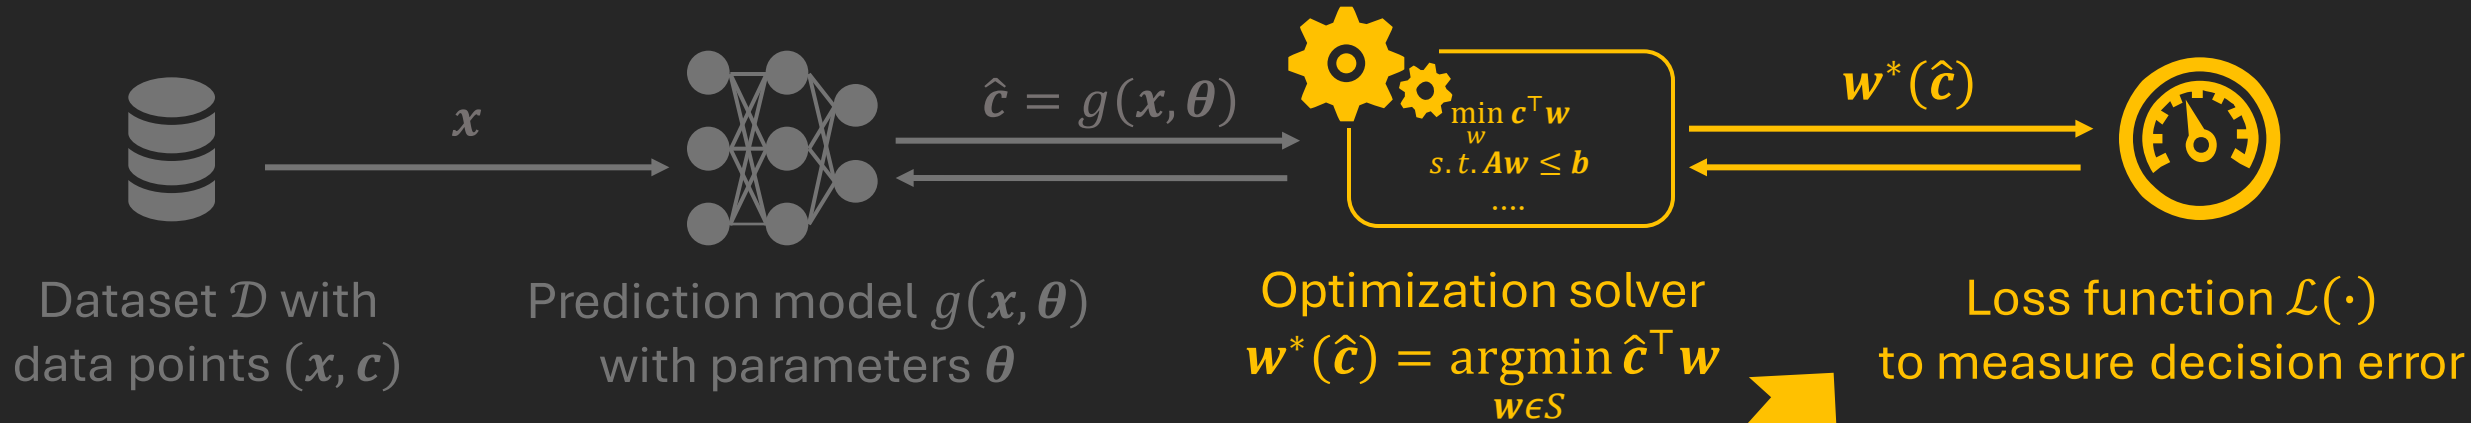 𝒙
ĉ = g(𝒙, 𝜽)
min 𝒄⊤𝒘
w
s.t. 𝑨𝒘 ≤ 𝒃
....
𝒘*(ĉ)
Dataset 𝒟 with
data points (𝒙, 𝒄)
Prediction model g(𝒙, 𝜽)
with parameters 𝜽
Optimization solver
𝒘*(ĉ) = argmin ĉ⊤𝒘
𝒘𝜖S
Loss function ℒ(·)
to measure decision error